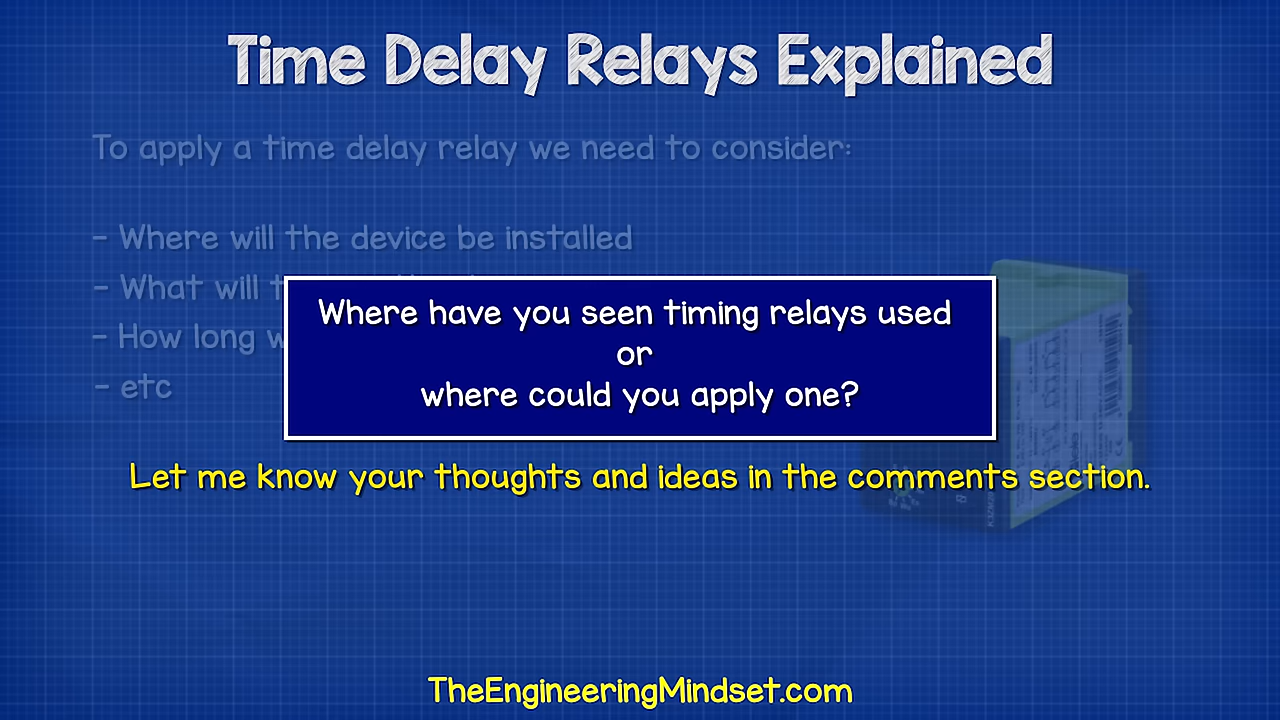 Time Delay Relays Explained
To apply a time delay relay we need to consider:
- Where will the device be installed
- What will
- How long
- etc
Where have you seen timing relays used
or
where could you apply one?
Let me know your thoughts and ideas in the comments section.
TheEngineeringMindset.com